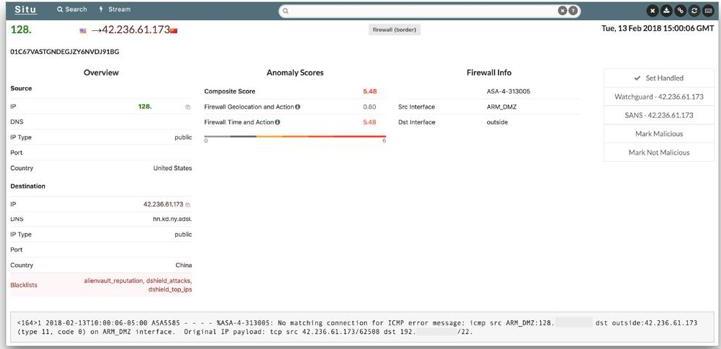 Situ Search Stream
128. →42.236.61.173 firewall (border) Tue, 13 Feb 2018 15:00:06 GMT
01C67VASTGNDEGJZY6NVDJ91BG
Overview Anomaly Scores Firewall Info
Source
IP 128.
DNS
IP Type public
Port
Country United States
Destination
IP 42.236.61.173
DNS hn.kd.ny.adsl.
IP Type public
Port
Country China
Blacklists alienvault_reputation, dshield_attacks,
dshield_top_ips
Composite Score 5.48
Firewall Geolocation and Action 0.60
Firewall Time and Action 5.48
0 6
ASA-4-313005
Src Interface ARM_DMZ
Dst Interface outside
Set Handled
Watchguard - 42.236.61.173
SANS - 42.236.61.173
Mark Malicious
Mark Not Malicious
<164>1 2018-02-13T10:00:06-05:00 ASA5585 - - - - %ASA-4-313005: No matching connection for ICMP error message: icmp src ARM_DMZ:128. dst outside:42.236.61.173
(type 11, code 0) on ARM_DMZ interface. Original IP payload: tcp src 42.236.61.173/62508 dst 192. /22.